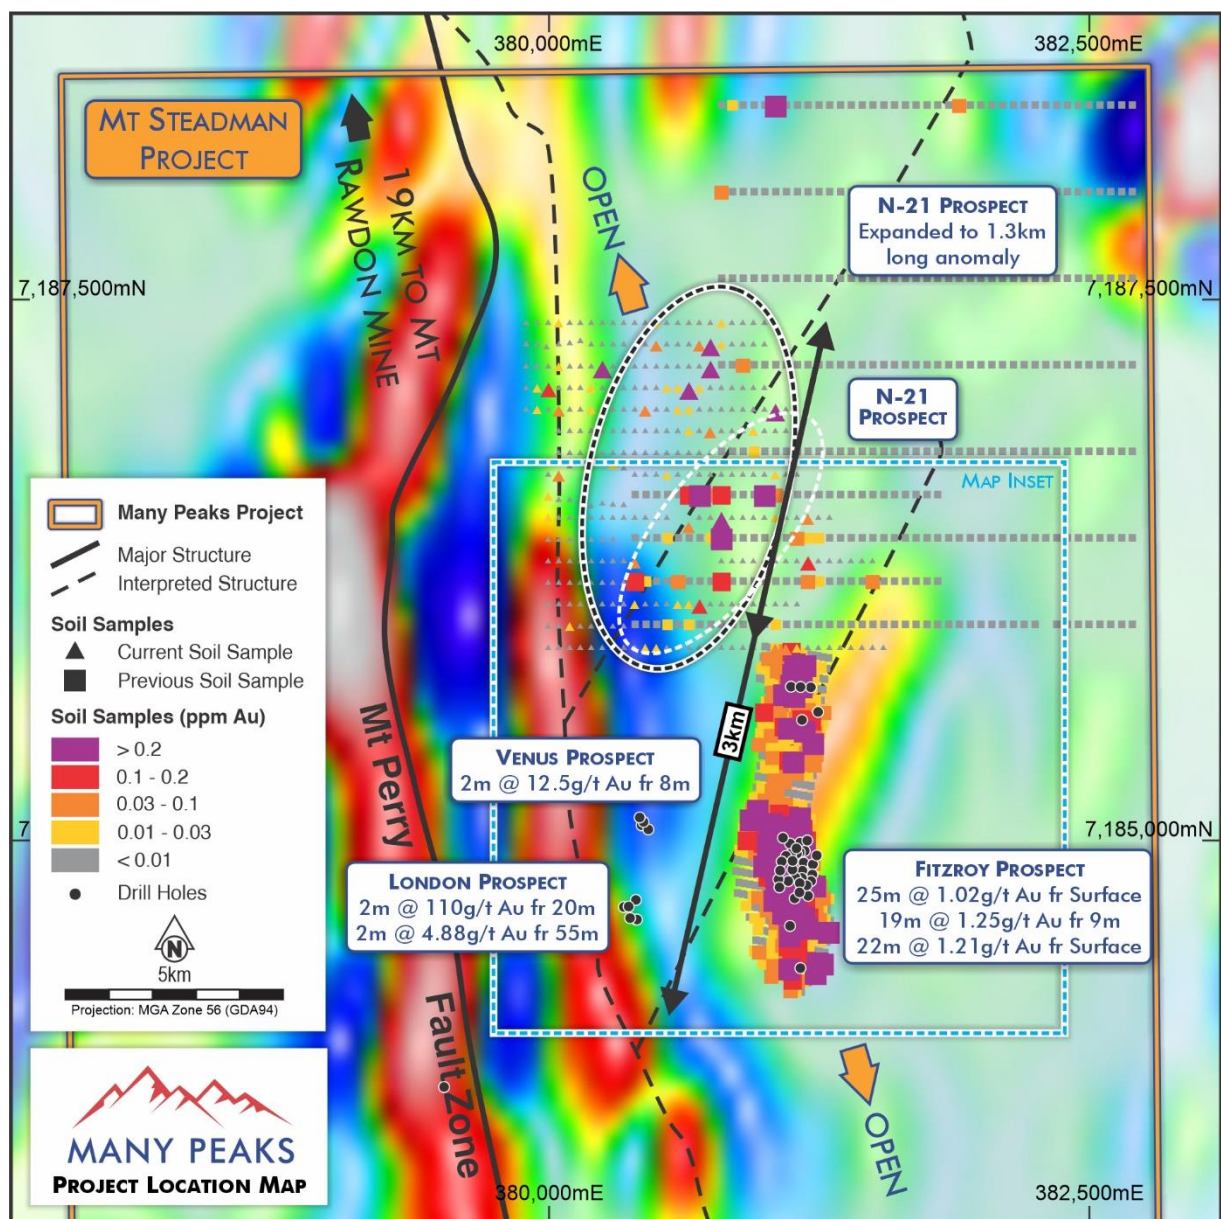 380,000mE
382,500mE
MT STEADMAN
PROJECT
19KM TO MT
RAWDON MINE
OPEN
N-21 PROSPECT
Expanded to 1.3km
long anomaly
7,187,500mN
7,187,500mN
N-21
PROSPECT
MAP INSET
Many Peaks Project
Major Structure
Interpreted Structure
Soil Samples
Current Soil Sample
Previous Soil Sample
Soil Samples (ppm Au)
> 0.2
0.1 - 0.2
0.03 - 0.1
0.01 - 0.03
< 0.01
Drill Holes
N
5km
Projection: MGA Zone 56 (GDA94)
3km
VENUS PROSPECT
2m @ 12.5g/t Au fr 8m
Mt Perry
Fault Zone
7
7,185,000mN
LONDON PROSPECT
2m @ 110g/t Au fr 20m
2m @ 4.88g/t Au fr 55m
FITZROY PROSPECT
25m @ 1.02g/t Au fr Surface
19m @ 1.25g/t Au fr 9m
22m @ 1.21g/t Au fr Surface
OPEN
MANY PEAKS
PROJECT LOCATION MAP
380,000mE
382,500mE